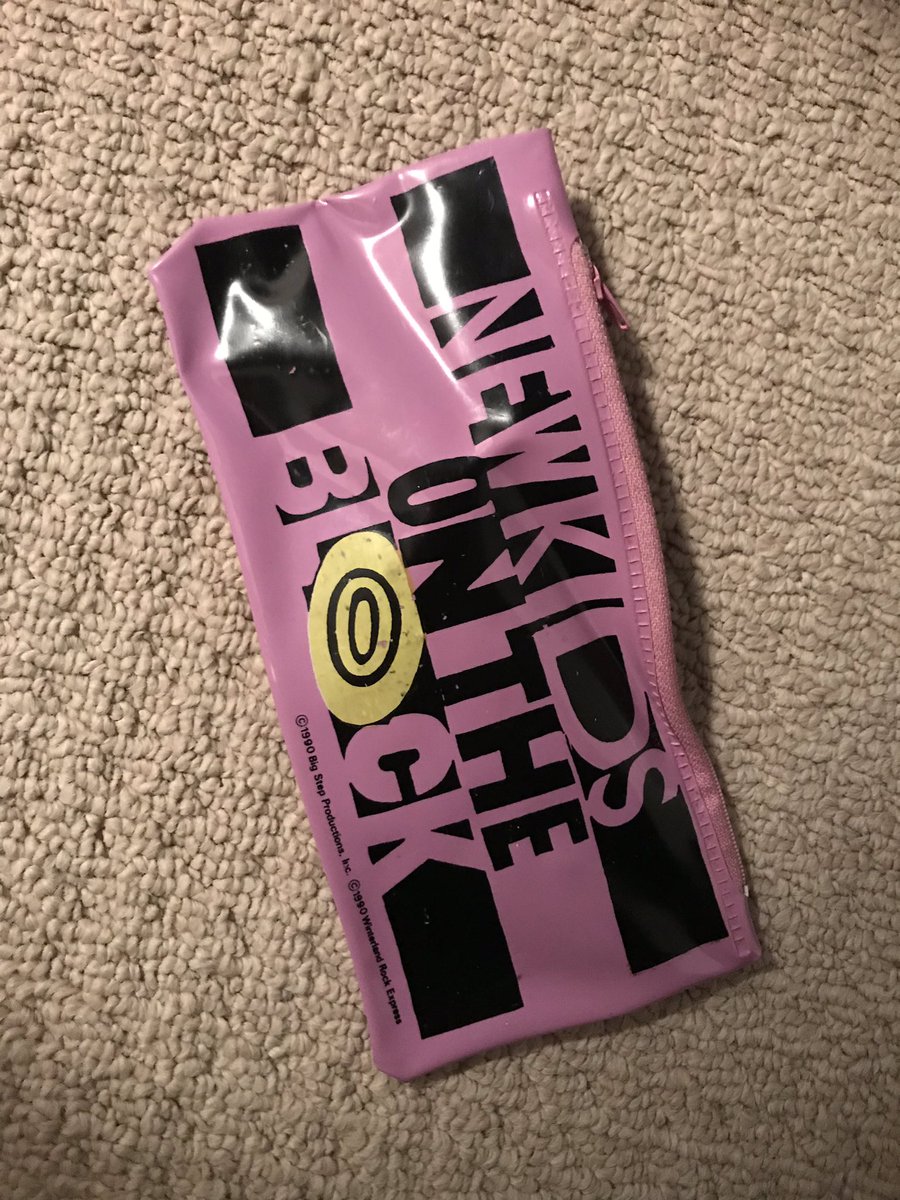 NEW KIDS
ON THE
BLOCK
©1990 Big Step Productions, Inc. ©1990 Winterland Rock Express